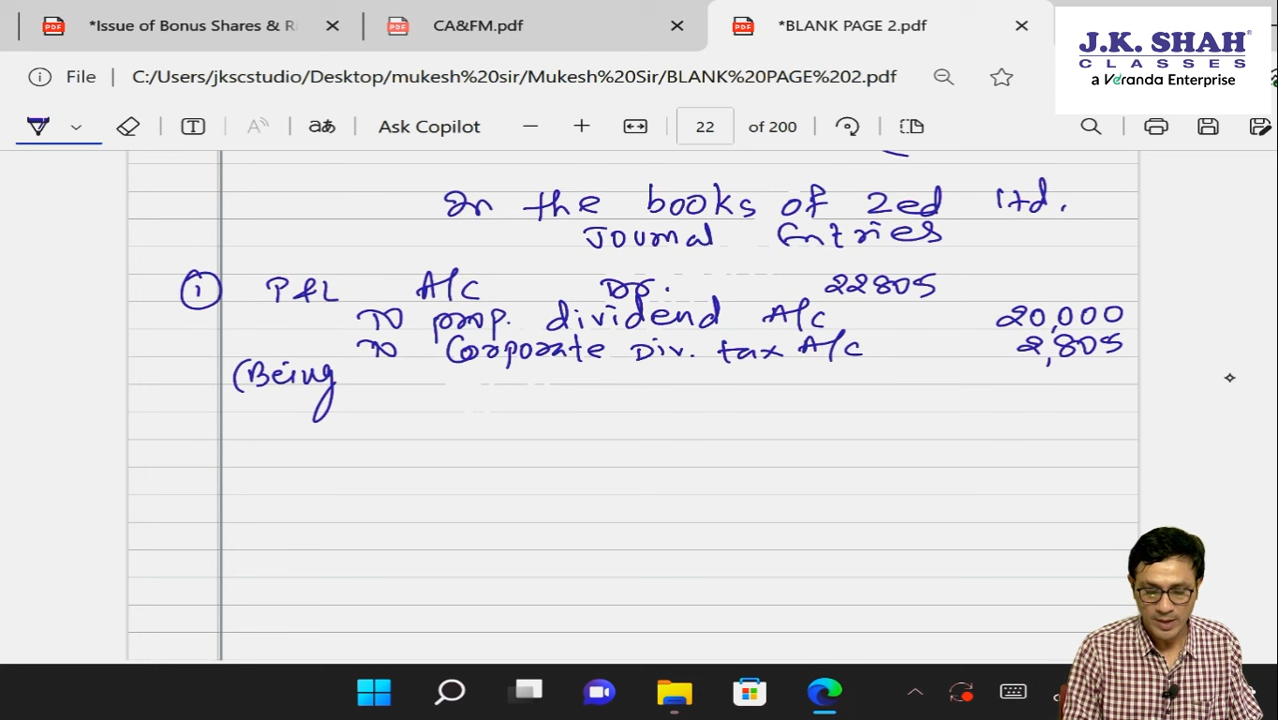 *Issue of Bonus Shares & Ri
CA&FM.pdf
*BLANK PAGE 2.pdf
J.K. SHAH
CLASSES
a Veranda Enterprise
File
C:/Users/jkscstudio/Desktop/mukesh%20sir/Mukesh%20Sir/BLANK%20PAGE%202.pdf
Ask Copilot
22
of 200
In the books of Zed Ltd.
Journal Entries
① P&L A/c Dr. 22805
To prop. dividend A/c 20,000
To Corporate Div. tax A/c 2,805
(Being